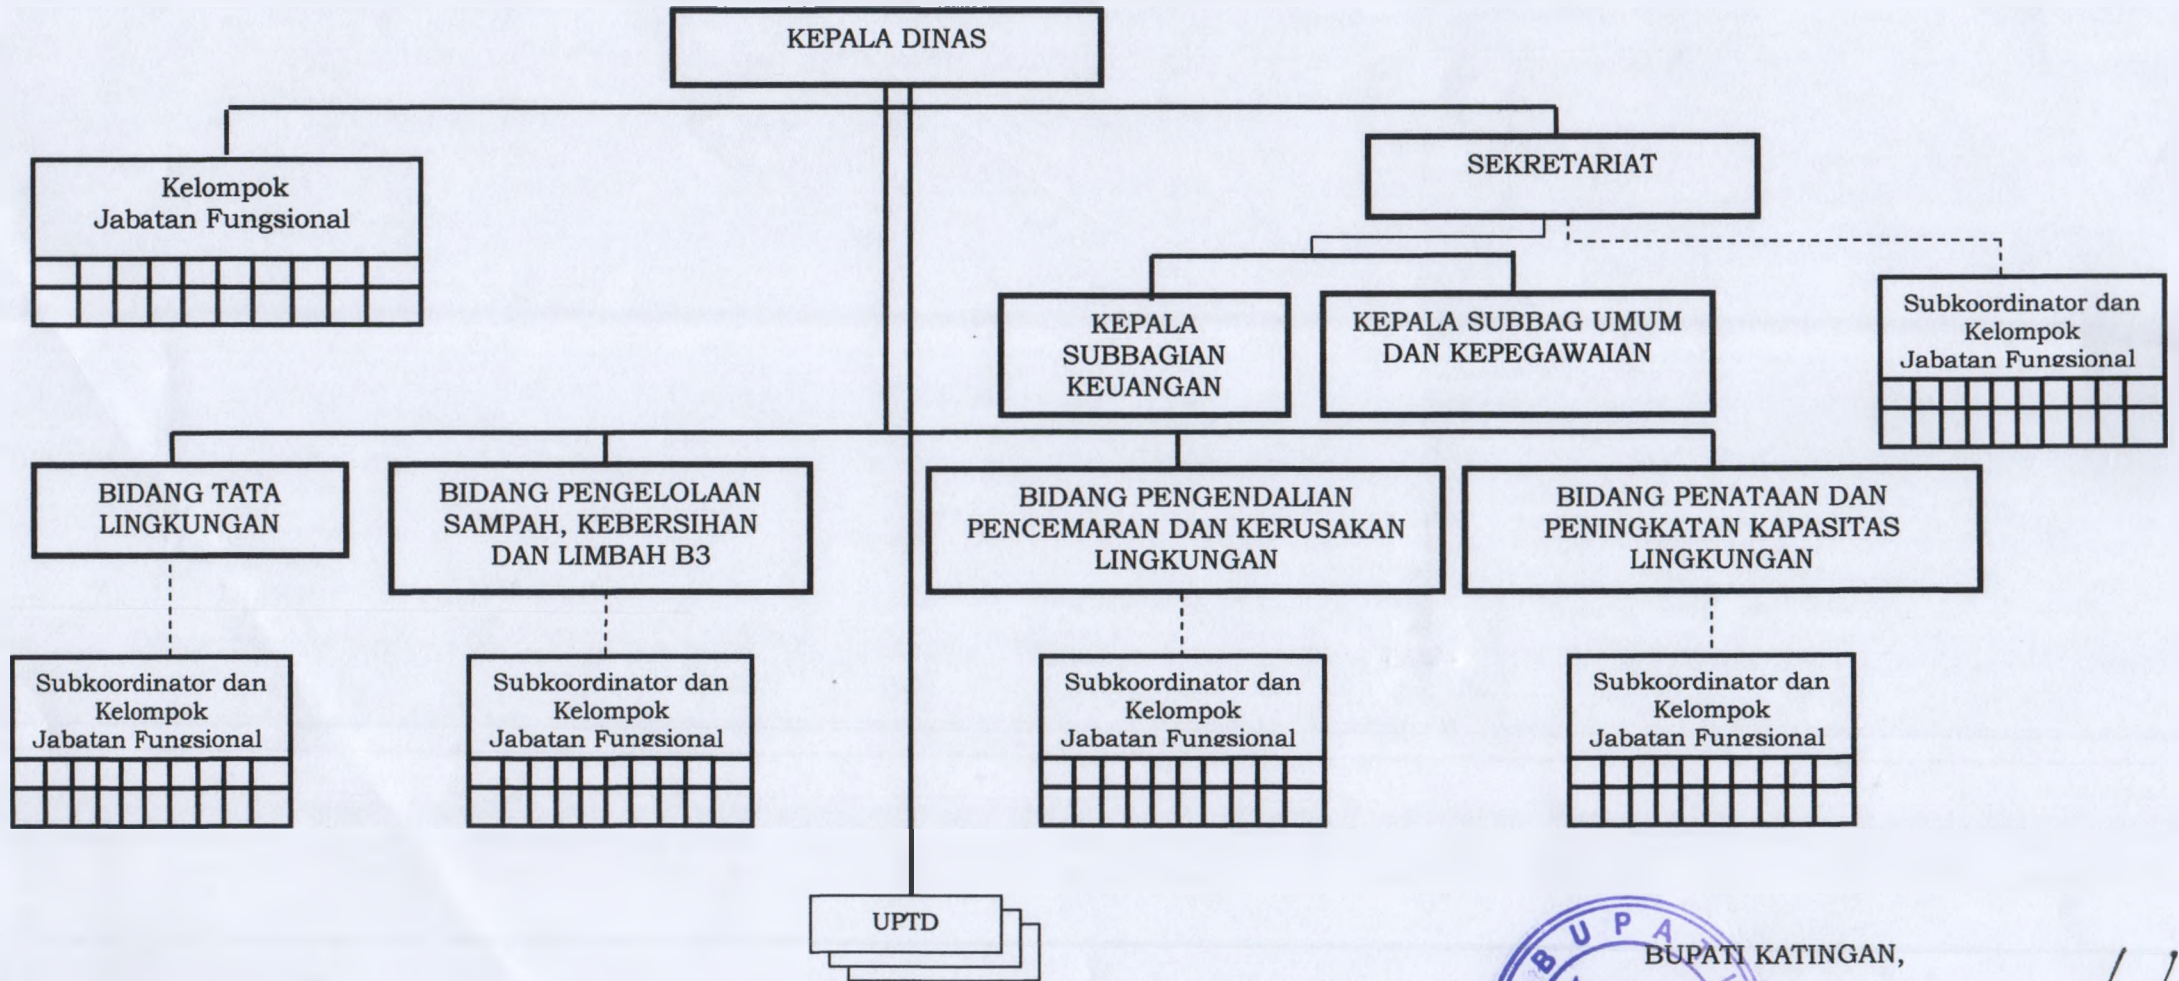 KEPALA DINAS
SEKRETARIAT
Kelompok
Jabatan Fungsional
KEPALA
SUBBAGIAN
KEUANGAN
KEPALA SUBBAG UMUM
DAN KEPEGAWAIAN
Subkoordinator dan
Kelompok
Jabatan Fungsional
BIDANG TATA
LINGKUNGAN
BIDANG PENGELOLAAN
SAMPAH, KEBERSIHAN
DAN LIMBAH B3
BIDANG PENGENDALIAN
PENCEMARAN DAN KERUSAKAN
LINGKUNGAN
BIDANG PENATAAN DAN
PENINGKATAN KAPASITAS
LINGKUNGAN
Subkoordinator dan
Kelompok
Jabatan Fungsional
Subkoordinator dan
Kelompok
Jabatan Fungsional
Subkoordinator dan
Kelompok
Jabatan Fungsional
Subkoordinator dan
Kelompok
Jabatan Fungsional
UPTD
BUPATI
BUPATI KATINGAN,